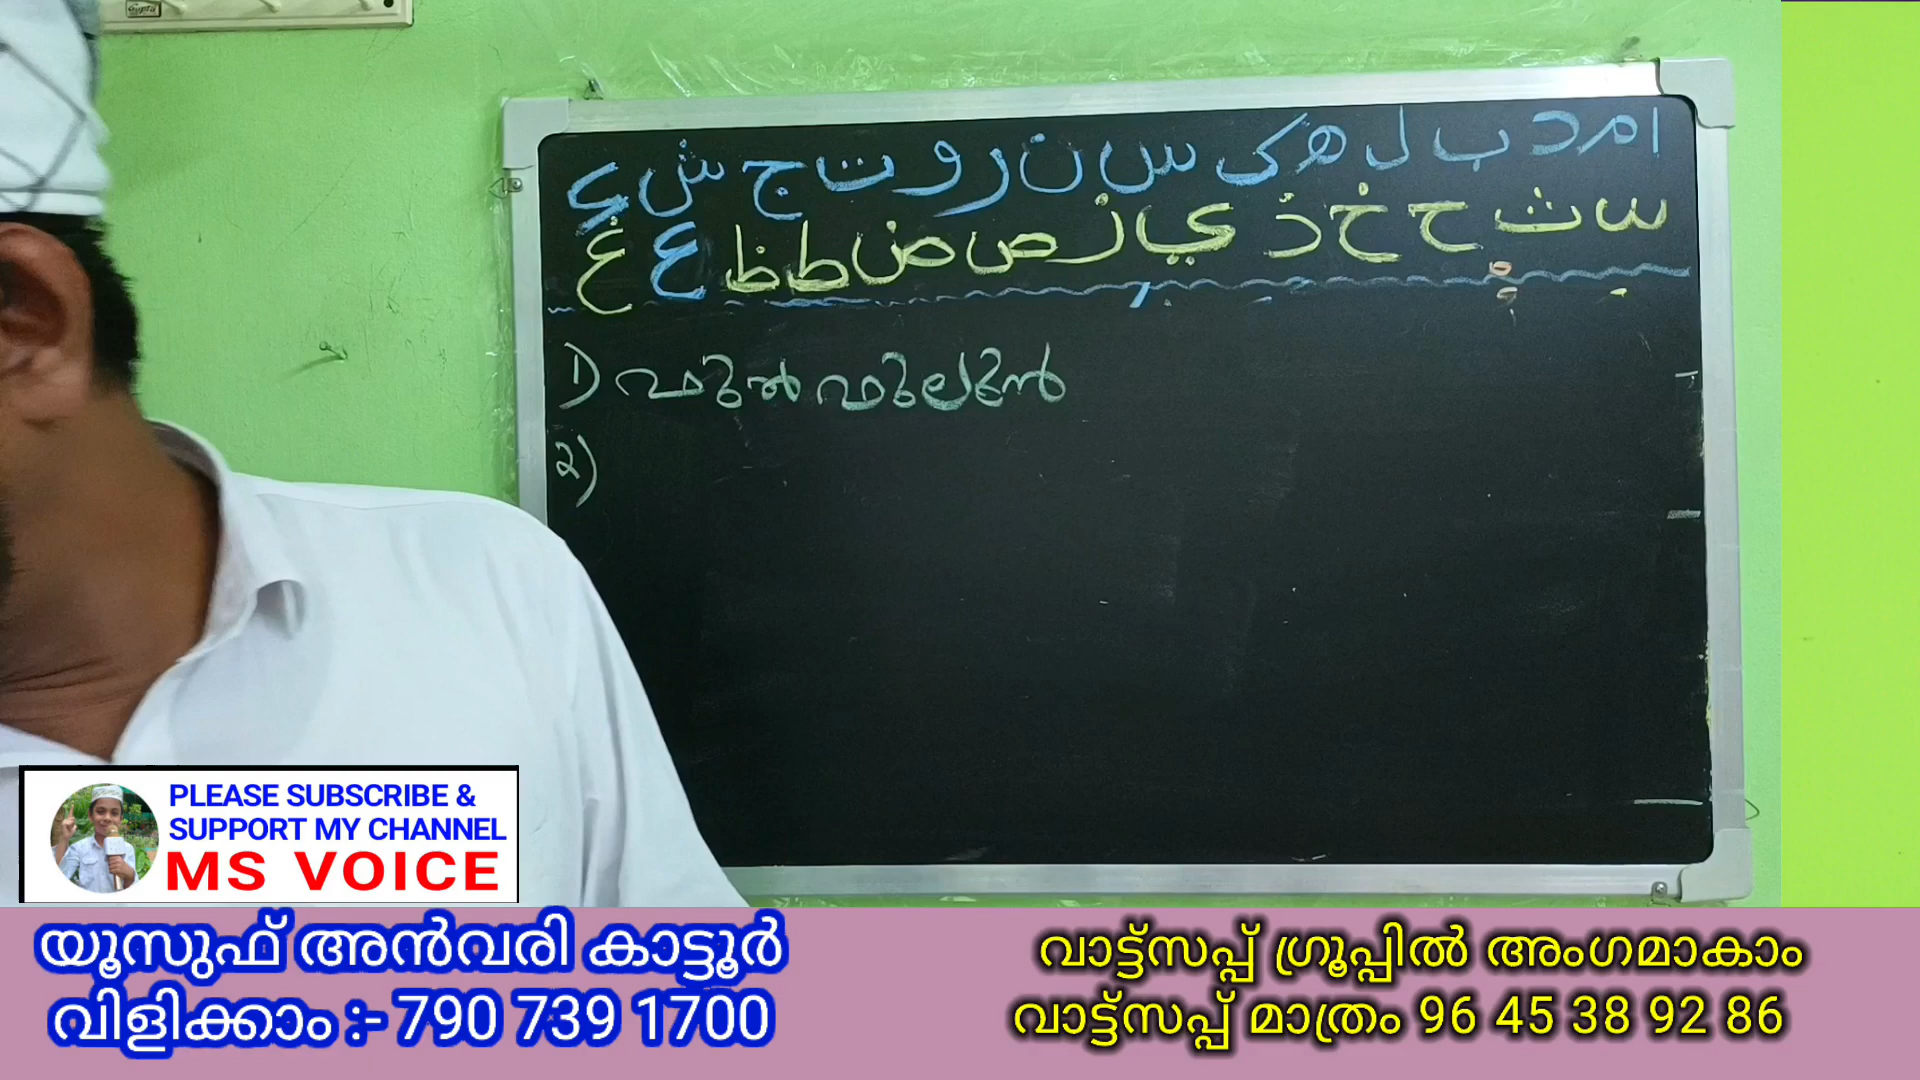 ا م د ب ل ھ ک س ن ر و ت ج ش ي
س ث ح خ ذ ي ز ص ض ط ظ ع غ
1)
2)
PLEASE SUBSCRIBE &
SUPPORT MY CHANNEL
MS VOICE
യൂസുഫ് അൻവരി കാട്ടൂർ
വിളിക്കാം :- 790 739 1700
വാട്ട്സപ്പ് ഗ്രൂപ്പിൽ അംഗമാകാം
വാട്ട്സപ്പ് മാത്രം 96 45 38 92 86